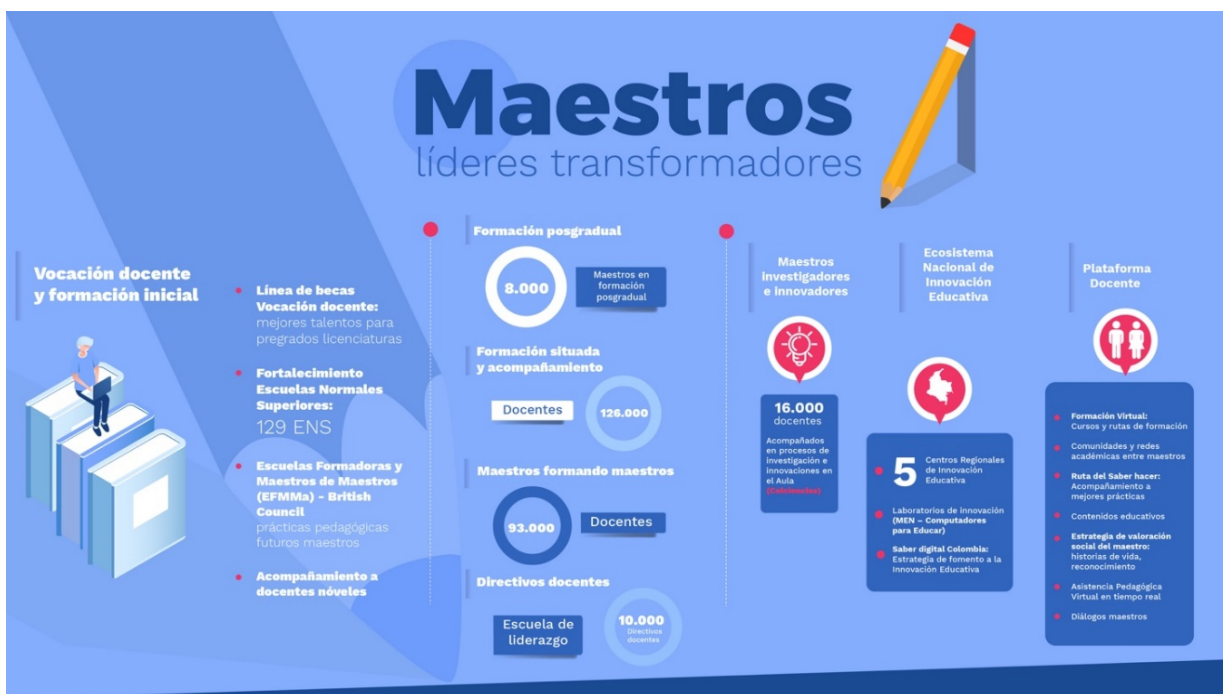 Maestros
líderes transformadores
Vocación docente
y formación inicial
Línea de becas
Vocación docente:
mejores talentos para
pregrados licenciaturas
Fortalecimiento
Escuelas Normales
Superiores:
129 ENS
Escuelas Formadoras y
Maestros de Maestros
(EFMMa) - British
Council
prácticas pedagógicas
futuros maestros
Acompañamiento a
docentes nóveles
Formación posgradual
8.000
Maestros en
formación
posgradual
Formación situada
y acompañamiento
Docentes
126.000
Maestros formando maestros
93.000
Docentes
Directivos docentes
Escuela de
liderazgo
10.000
Directivos
docentes
Maestros
investigadores
e innovadores
16.000
docentes
Acompañados
en procesos de
investigación e
innovaciones en
el Aula
(Colciencias)
Ecosistema
Nacional de
Innovación
Educativa
5
Centros Regionales
de Innovación
Educativa
Laboratorios de innovación
(MEN – Computadores
para Educar)
Saber digital Colombia:
Estrategia de fomento a la
Innovación Educativa
Plataforma
Docente
Formación Virtual:
Cursos y rutas de formación
Comunidades y redes
académicas entre maestros
Ruta del Saber hacer:
Acompañamiento a
mejores prácticas
Contenidos educativos
Estrategia de valoración
social del maestro:
historias de vida,
reconocimiento
Asistencia Pedagógica
Virtual en tiempo real
Diálogos maestros